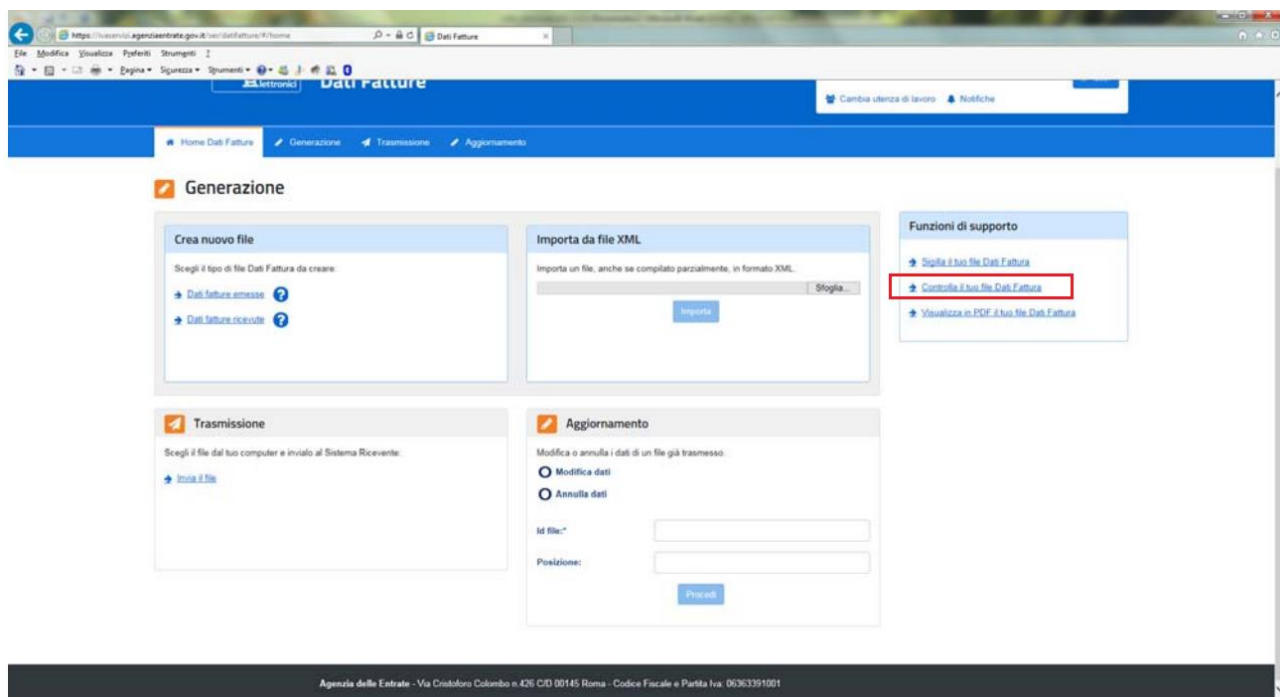 https://ivaservizi.agenziaentrate.gov.it/ser/datifatture/#/home
Dati Fatture
File Modifica Visualizza Preferiti Strumenti ?
Pagina Sicurezza Strumenti
Elettronici Dati Fatture
Cambia utenza di lavoro Notifiche
Home Dati Fatture Generazione Trasmissione Aggiornamento
Generazione
Crea nuovo file
Scegli il tipo di file Dati Fattura da creare:
Dati fatture emesse ?
Dati fatture ricevute ?
Importa da file XML
Importa un file, anche se compilato parzialmente, in formato XML.
Sfoglia...
Importa
Funzioni di supporto
Sigilla il tuo file Dati Fattura
Controlla il tuo file Dati Fattura
Visualizza in PDF il tuo file Dati Fattura
Trasmissione
Scegli il file dal tuo computer e invialo al Sistema Ricevente:
Invia il file
Aggiornamento
Modifica o annulla i dati di un file già trasmesso.
Modifica dati
Annulla dati
Id file:*
Posizione:
Procedi
Agenzia delle Entrate - Via Cristoforo Colombo n.426 C/D 00145 Roma - Codice Fiscale e Partita Iva: 06363391001